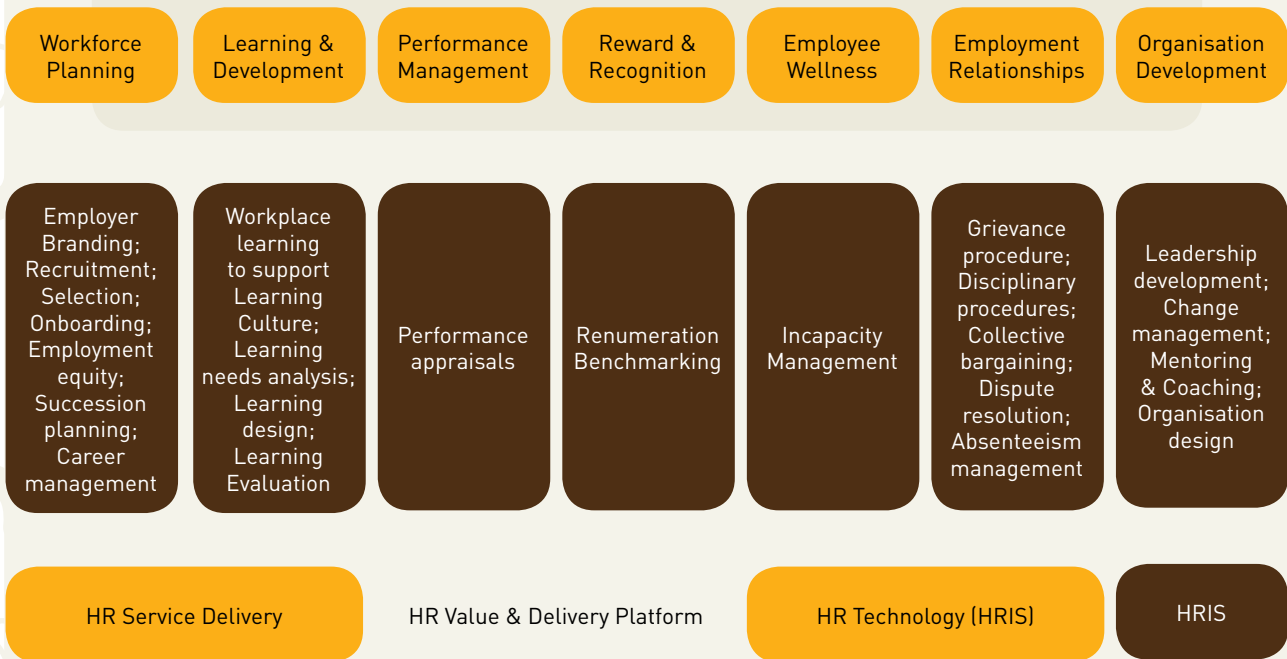 Workforce
Planning
Learning &
Development
Performance
Management
Reward &
Recognition
Employee
Wellness
Employment
Relationships
Organisation
Development
Employer
Branding;
Recruitment;
Selection;
Onboarding;
Employment
equity;
Succession
planning;
Career
management
Workplace
learning
to support
Learning
Culture;
Learning
needs analysis;
Learning
design;
Learning
Evaluation
Performance
appraisals
Renumeration
Benchmarking
Incapacity
Management
Grievance
procedure;
Disciplinary
procedures;
Collective
bargaining;
Dispute
resolution;
Absenteeism
management
Leadership
development;
Change
management;
Mentoring
& Coaching;
Organisation
design
HR Service Delivery
HR Value & Delivery Platform
HR Technology (HRIS)
HRIS